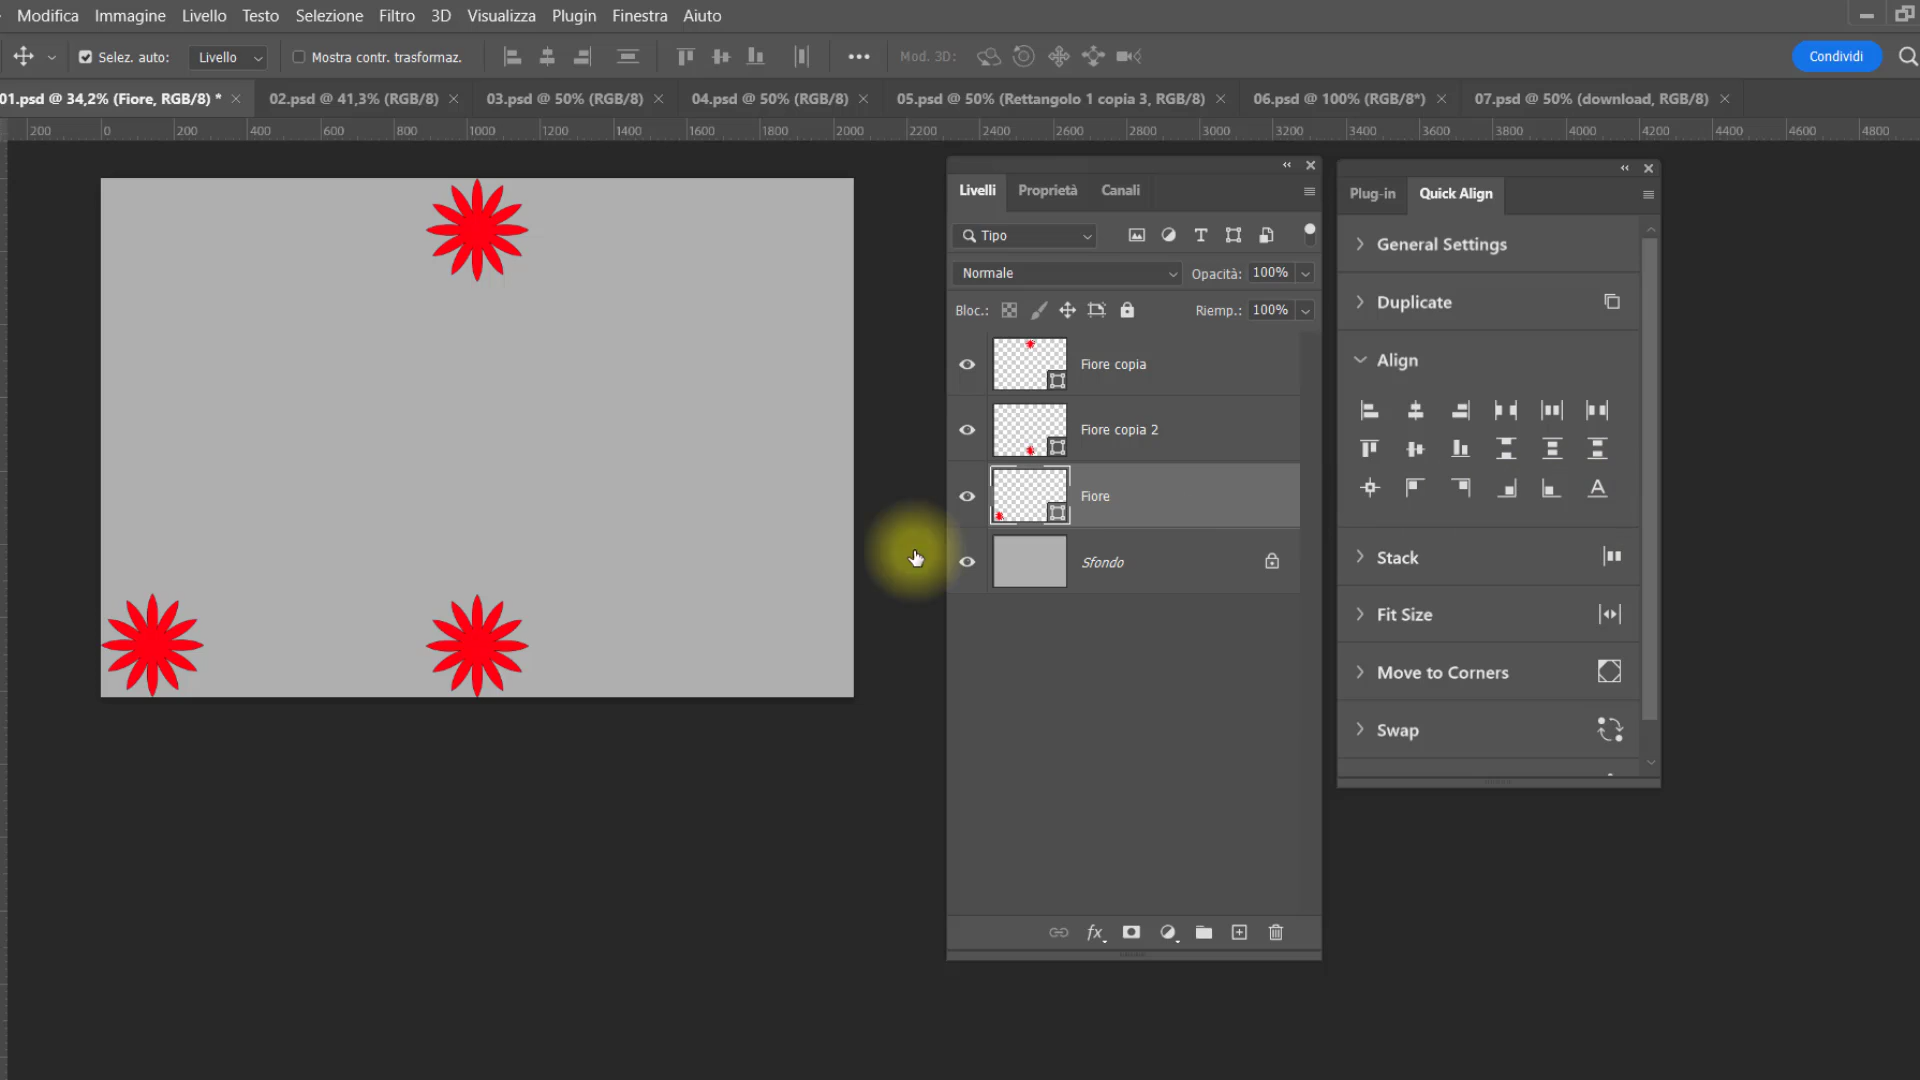 Modifica Immagine Livello Testo Selezione Filtro 3D Visualizza Plugin Finestra Aiuto
Selez. auto: Livello Mostra contr. trasformaz. Mod. 3D: Condividi
01.psd @ 34,2% (Fiore, RGB/8) * 02.psd @ 41,3% (RGB/8) 03.psd @ 50% (RGB/8) 04.psd @ 50% (RGB/8) 05.psd @ 50% (Rettangolo 1 copia 3, RGB/8) 06.psd @ 100% (RGB/8*) 07.psd @ 50% (download, RGB/8)
200 0 200 400 600 800 1000 1200 1400 1600 1800 2000 2200 2400 2600 2800 3000 3200 3400 3600 3800 4000 4200 4400 4600 4800
Livelli Proprietà Canali
Tipo
Normale Opacità: 100%
Bloc.: Riemp.: 100%
Fiore copia
Fiore copia 2
Fiore
Sfondo
fx
Plug-in Quick Align
General Settings
Duplicate
Align
Stack
Fit Size
Move to Corners
Swap